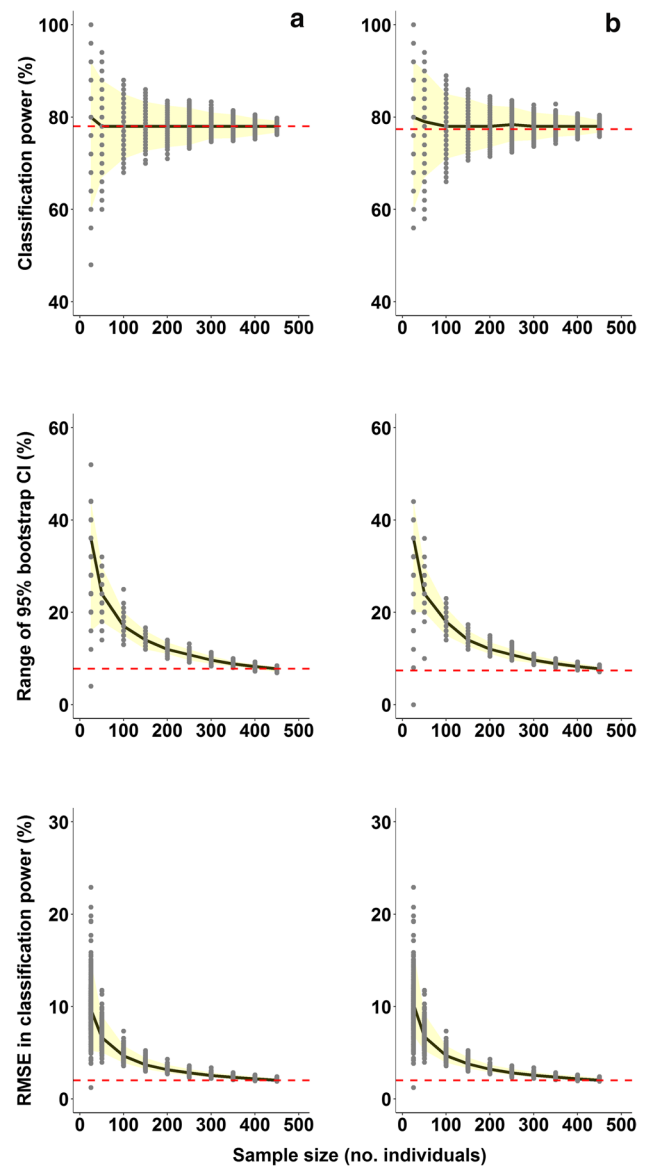 a
b
Classification power (%)
100
80
60
40
0 100 200 300 400 500
100
80
60
40
0 100 200 300 400 500
Range of 95% bootstrap CI (%)
60
40
20
0
0 100 200 300 400 500
60
40
20
0
0 100 200 300 400 500
RMSE in classification power (%)
30
20
10
0
0 100 200 300 400 500
30
20
10
0
0 100 200 300 400 500
Sample size (no. individuals)